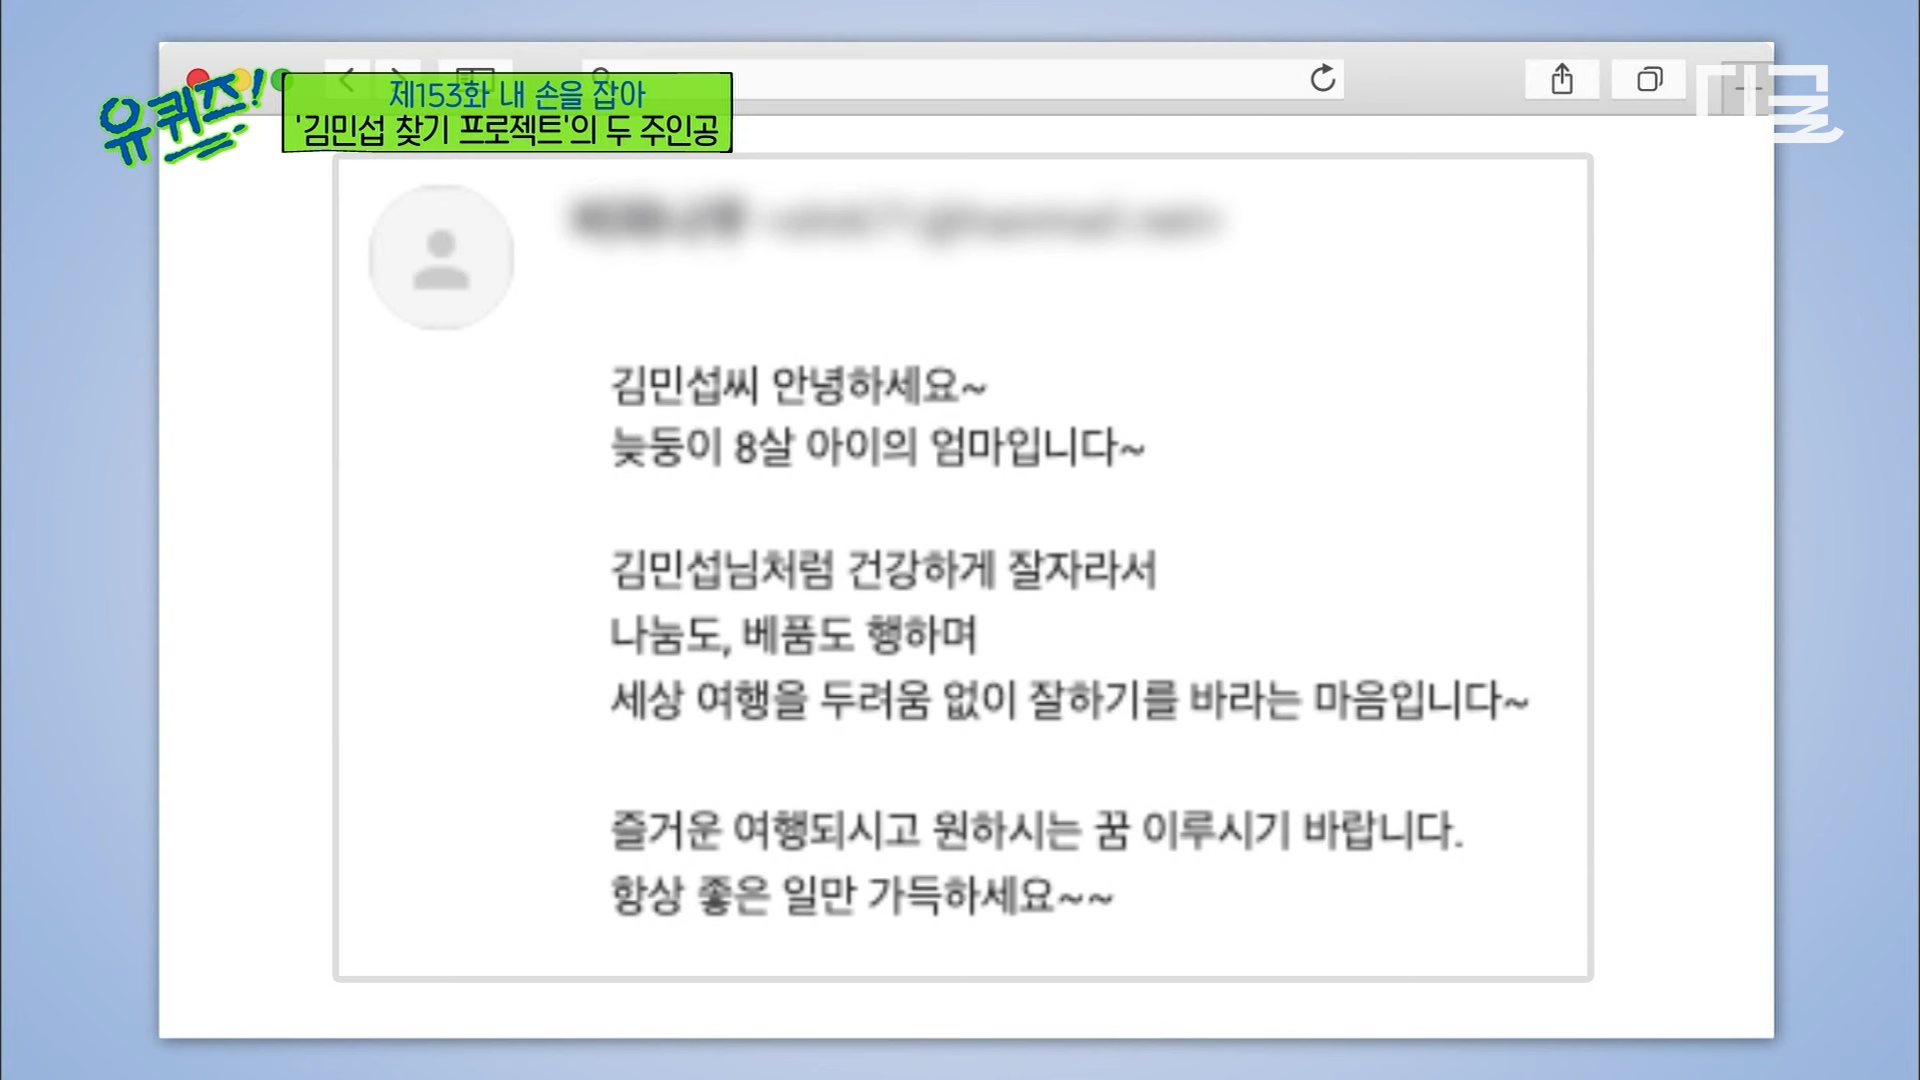 유퀴즈!
제153화 내 손을 잡아
'김민섭 찾기 프로젝트'의 두 주인공
김민섭씨 안녕하세요~
늦둥이 8살 아이의 엄마입니다~
김민섭님처럼 건강하게 잘자라서
나눔도, 베품도 행하며
세상 여행을 두려움 없이 잘하기를 바라는 마음입니다~
즐거운 여행되시고 원하시는 꿈 이루시기 바랍니다.
항상 좋은 일만 가득하세요~~